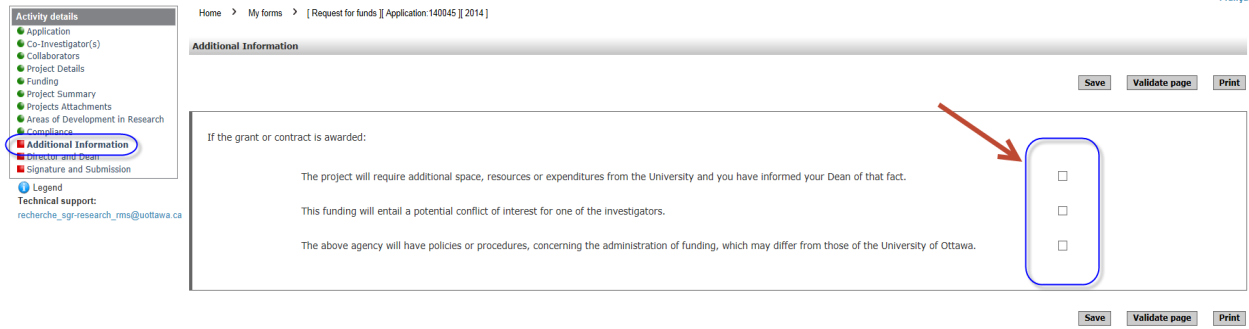 Activity details
Application
Co-Investigator(s)
Collaborators
Project Details
Funding
Project Summary
Projects Attachments
Areas of Development in Research
Compliance
Additional Information
Director and Dean
Signature and Submission
Legend
Technical support:
recherche_sgr-research_rms@uottawa.ca
Home > My forms > [ Request for funds ][ Application:140045 ][ 2014 ]
Additional Information
Save Validate page Print
If the grant or contract is awarded:
The project will require additional space, resources or expenditures from the University and you have informed your Dean of that fact.
This funding will entail a potential conflict of interest for one of the investigators.
The above agency will have policies or procedures, concerning the administration of funding, which may differ from those of the University of Ottawa.
Save Validate page Print